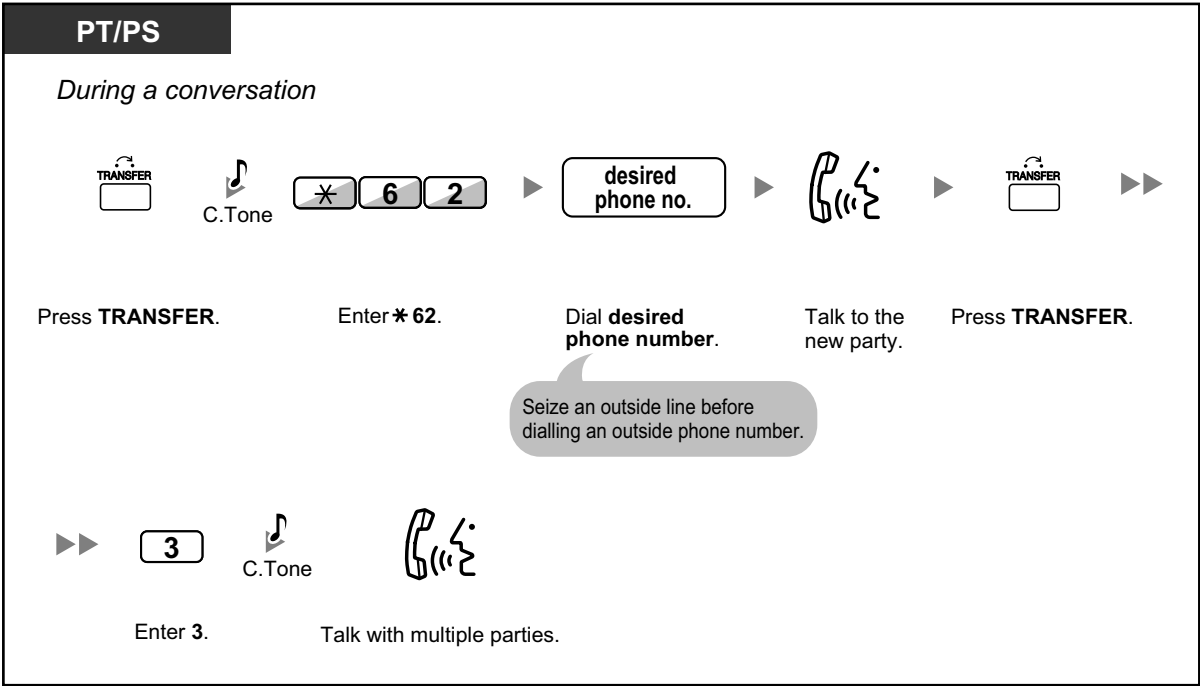 PT/PS
During a conversation
TRANSFER
C.Tone
* 6 2
desired
phone no.
TRANSFER
Press TRANSFER.
Enter * 62.
Dial desired
phone number.
Talk to the
new party.
Press TRANSFER.
Seize an outside line before
dialling an outside phone number.
3
C.Tone
Enter 3.
Talk with multiple parties.